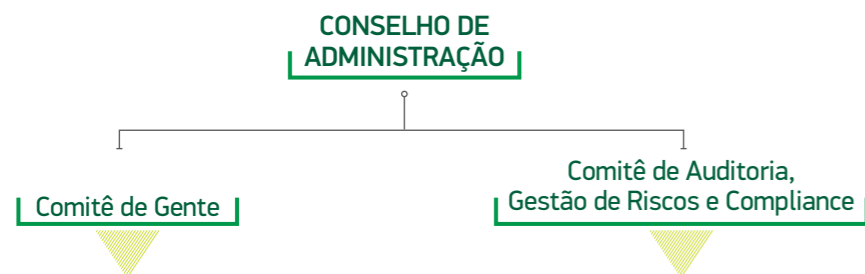 CONSELHO DE
ADMINISTRAÇÃO
Comitê de Gente
Comitê de Auditoria,
Gestão de Riscos e Compliance